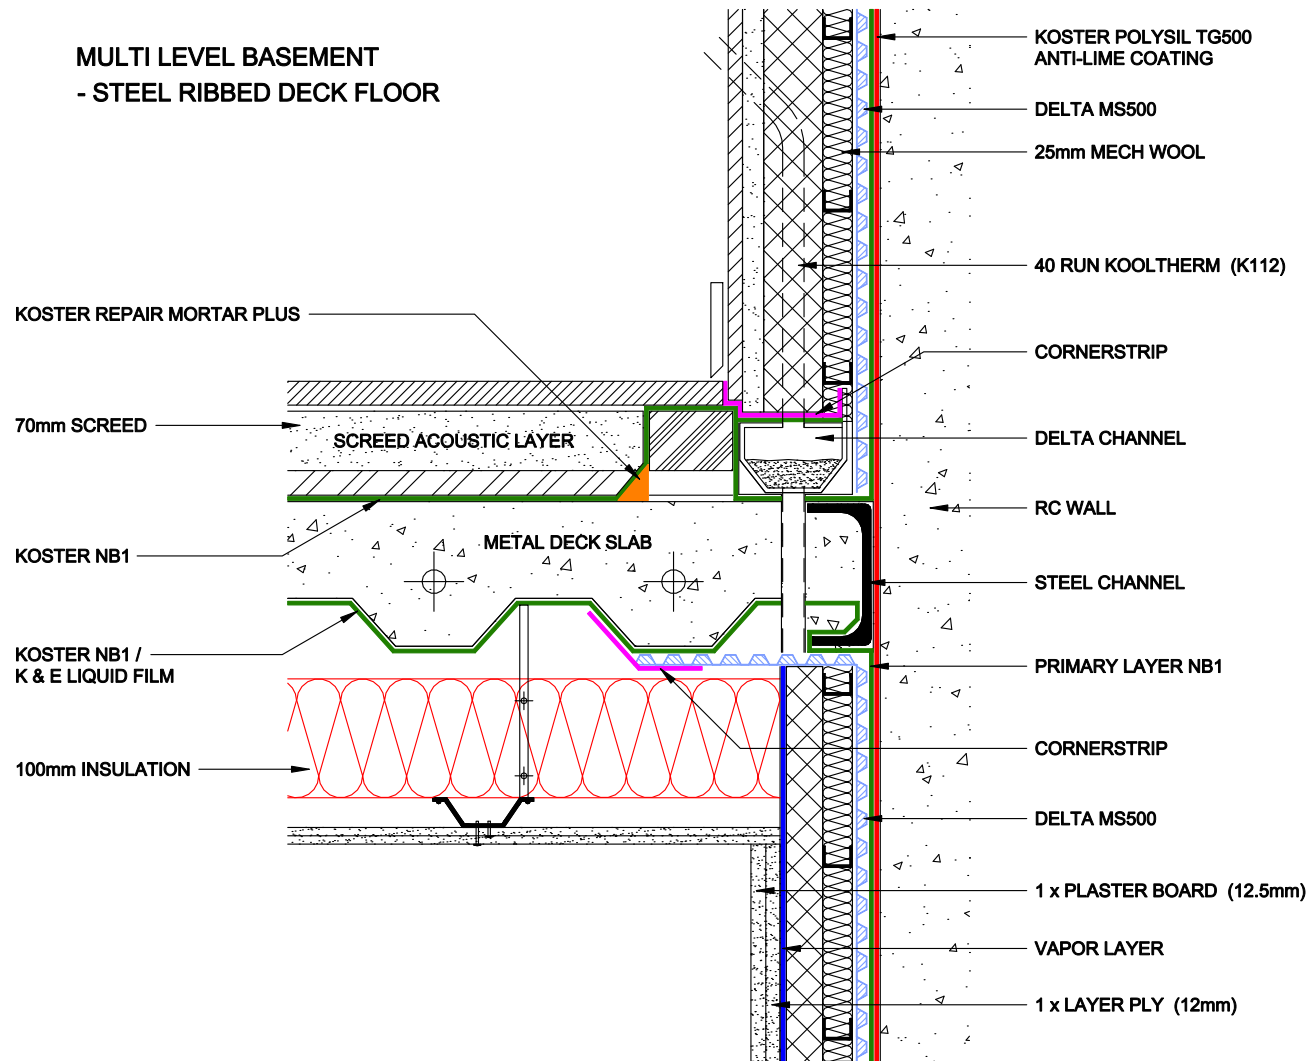 MULTI LEVEL BASEMENT
- STEEL RIBBED DECK FLOOR
KOSTER POLYSIL TG500
ANTI-LIME COATING
DELTA MS500
25mm MECH WOOL
40 RUN KOOLTHERM (K112)
KOSTER REPAIR MORTAR PLUS
CORNERSTRIP
70mm SCREED
SCREED ACOUSTIC LAYER
DELTA CHANNEL
RC WALL
KOSTER NB1
METAL DECK SLAB
STEEL CHANNEL
KOSTER NB1 /
K & E LIQUID FILM
PRIMARY LAYER NB1
CORNERSTRIP
100mm INSULATION
DELTA MS500
1 x PLASTER BOARD (12.5mm)
VAPOR LAYER
1 x LAYER PLY (12mm)